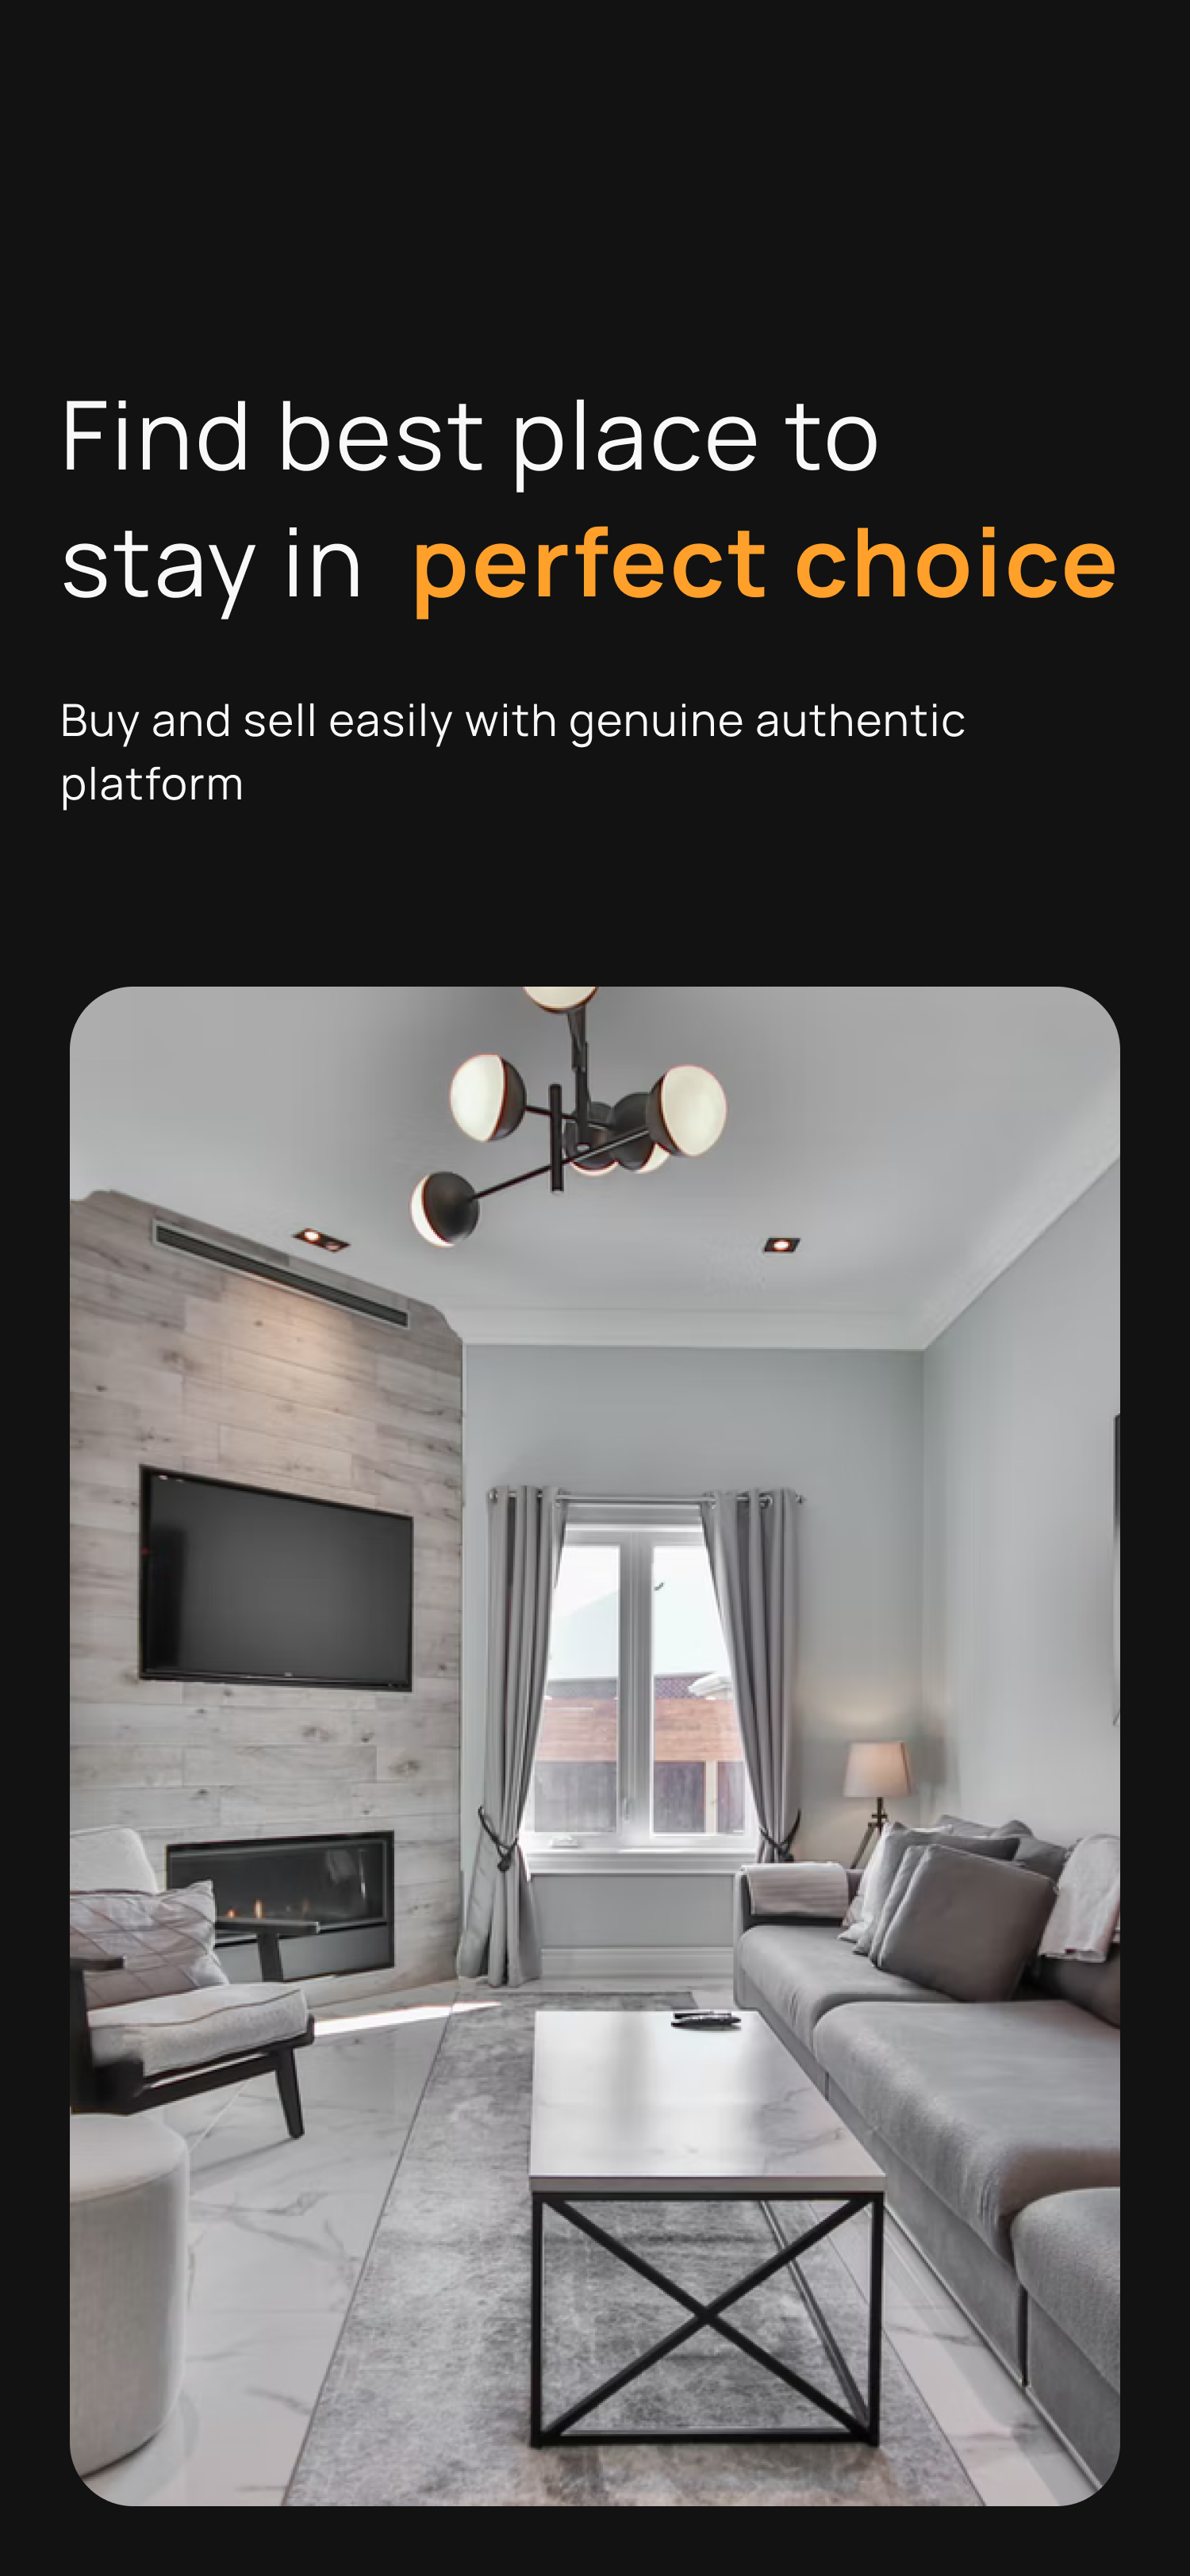 Find best place to
stay in perfect choice
Buy and sell easily with genuine authentic
platform